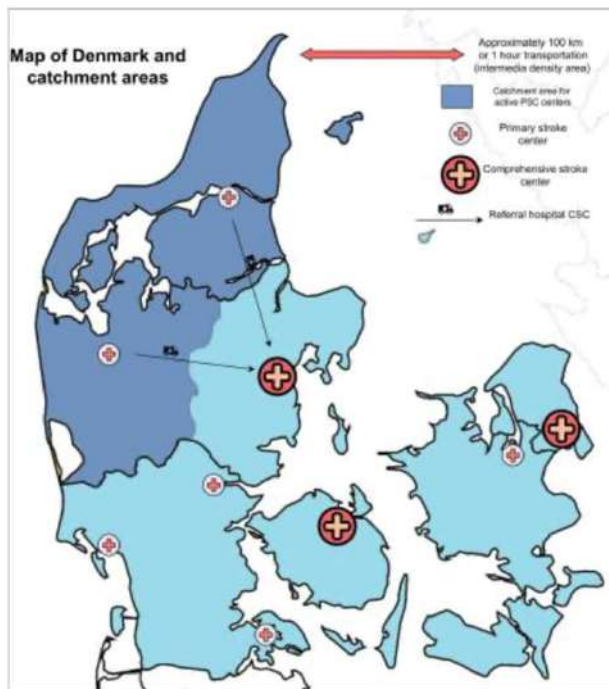 Map of Denmark and
catchment areas
Approximately 100 km
or 1 hour transportation
(intermedia density area)
Catchment area for
active PSC centers
Primary stroke
center
Comprehensive stroke
center
Referral hospital CSC